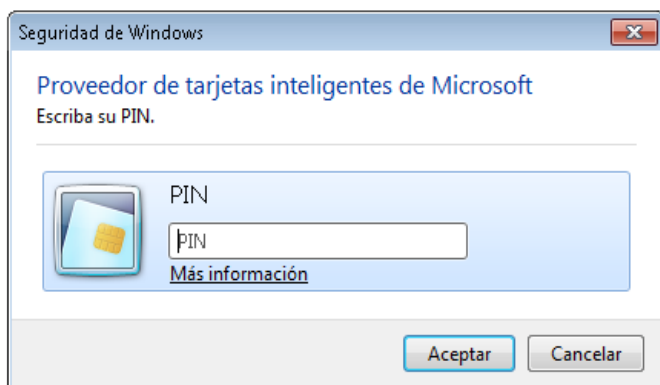 Seguridad de Windows
Proveedor de tarjetas inteligentes de Microsoft
Escriba su PIN.
PIN
PIN
Más información
Aceptar
Cancelar